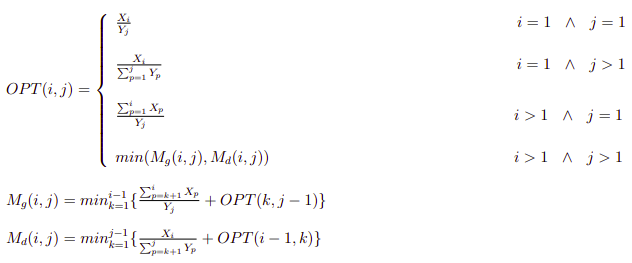 OPT(i, j) = {
X_i / Y_j    i = 1 ∧ j = 1
X_i / ∑_{p=1}^{j} Y_p    i = 1 ∧ j > 1
∑_{p=1}^{i} X_p / Y_j    i > 1 ∧ j = 1
min(M_g(i, j), M_d(i, j))    i > 1 ∧ j > 1
M_g(i, j) = min_{k=1}^{i−1}{ ∑_{p=k+1}^{i} X_p / Y_j + OPT(k, j − 1)}
M_d(i, j) = min_{k=1}^{j−1}{ X_i / ∑_{p=k+1}^{j} Y_p + OPT(i − 1, k)}